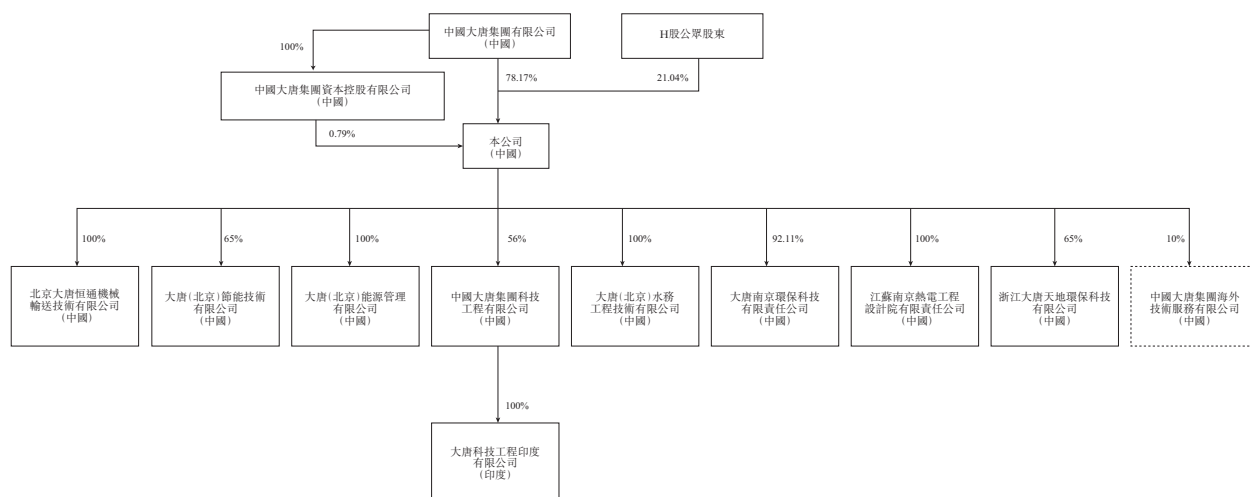 中國大唐集團有限公司
(中國)
H股公眾股東
100%
78.17%
21.04%
中國大唐集團資本控股有限公司
(中國)
0.79%
本公司
(中國)
100%
65%
100%
56%
100%
92.11%
100%
65%
10%
北京大唐恒通機械
輸送技術有限公司
(中國)
大唐(北京)節能技術
有限公司
(中國)
大唐(北京)能源管理
有限公司
(中國)
中國大唐集團科技
工程有限公司
(中國)
大唐(北京)水務
工程技術有限公司
(中國)
大唐南京環保科技
有限責任公司
(中國)
江蘇南京熱電工程
設計院有限責任公司
(中國)
浙江大唐天地環保科技
有限公司
(中國)
中國大唐集團海外
技術服務有限公司
(中國)
100%
大唐科技工程印度
有限公司
(印度)